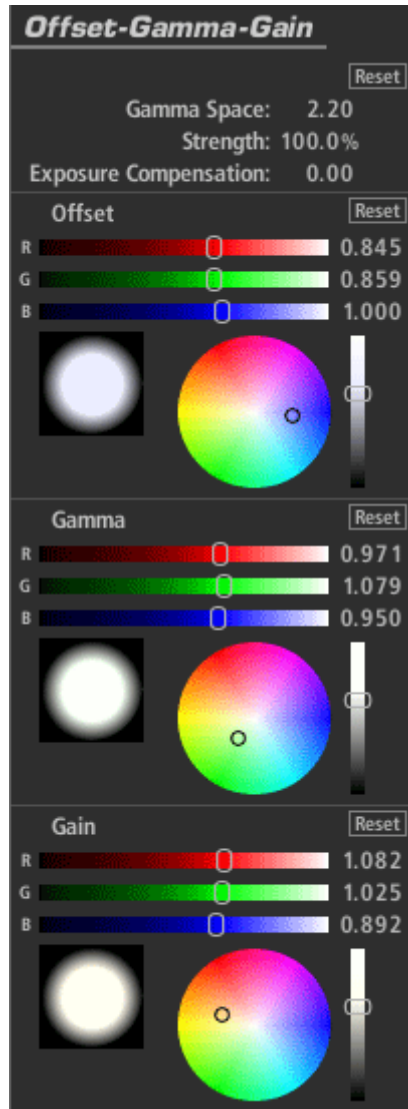 Offset-Gamma-Gain
Reset
Gamma Space: 2.20
Strength: 100.0%
Exposure Compensation: 0.00
Offset Reset
R 0.845
G 0.859
B 1.000
Gamma Reset
R 0.971
G 1.079
B 0.950
Gain Reset
R 1.082
G 1.025
B 0.892